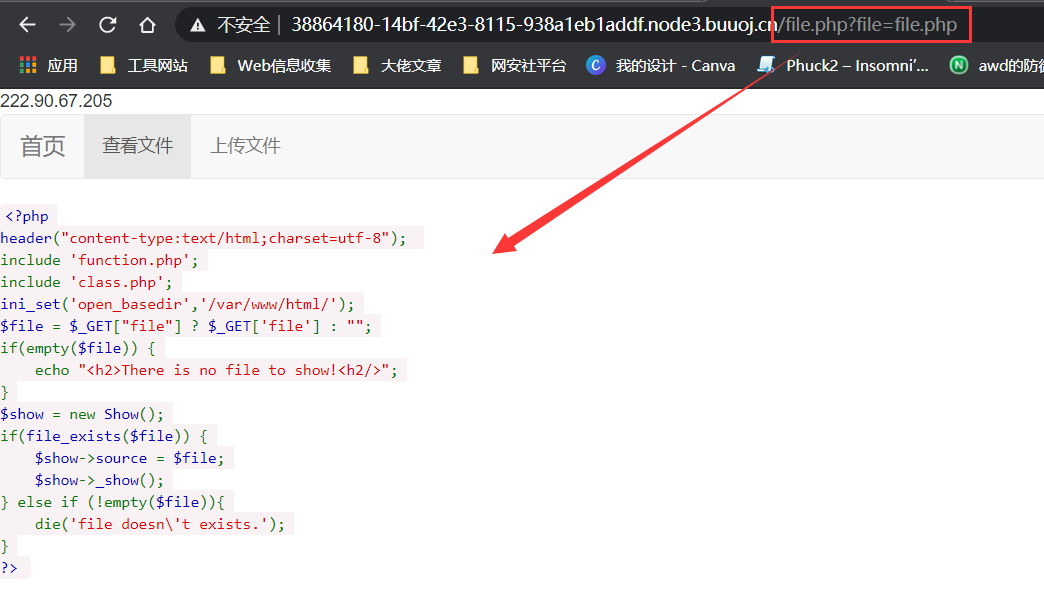 不安全 38864180-14bf-42e3-8115-938a1eb1addf.node3.buuoj.cn/file.php?file=file.php
应用 工具网站 Web信息收集 大佬文章 网安社平台 C 我的设计 - Canva Phuck2 – Insomni'... N awd的防御
222.90.67.205
首页 查看文件 上传文件
<?php
header("content-type:text/html;charset=utf-8");
include 'function.php';
include 'class.php';
ini_set('open_basedir','/var/www/html/');
$file = $_GET["file"] ? $_GET['file'] : "";
if(empty($file)) {
    echo "<h2>There is no file to show!<h2/>";
}
$show = new Show();
if(file_exists($file)) {
    $show->source = $file;
    $show->_show();
} else if (!empty($file)){
    die('file doesn\'t exists.');
}
?>